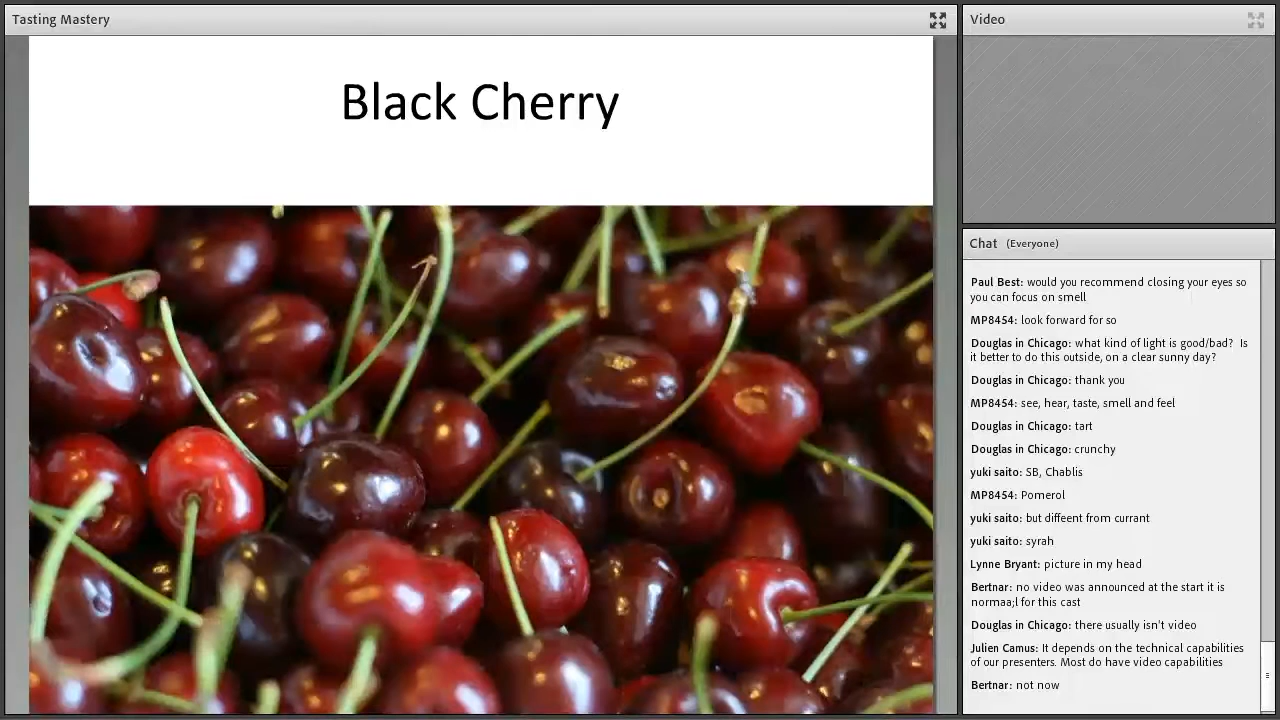 Tasting Mastery
Black Cherry
Video
Chat (Everyone)
Paul Best: would you recommend closing your eyes so
you can focus on smell
MP8454: look forward for so
Douglas in Chicago: what kind of light is good/bad? Is
it better to do this outside, on a clear sunny day?
Douglas in Chicago: thank you
MP8454: see, hear, taste, smell and feel
Douglas in Chicago: tart
Douglas in Chicago: crunchy
yuki saito: SB, Chablis
MP8454: Pomerol
yuki saito: but diffeent from currant
yuki saito: syrah
Lynne Bryant: picture in my head
Bertnar: no video was announced at the start it is
normaa;l for this cast
Douglas in Chicago: there usually isn't video
Julien Camus: It depends on the technical capabilities
of our presenters. Most do have video capabilities
Bertnar: not now